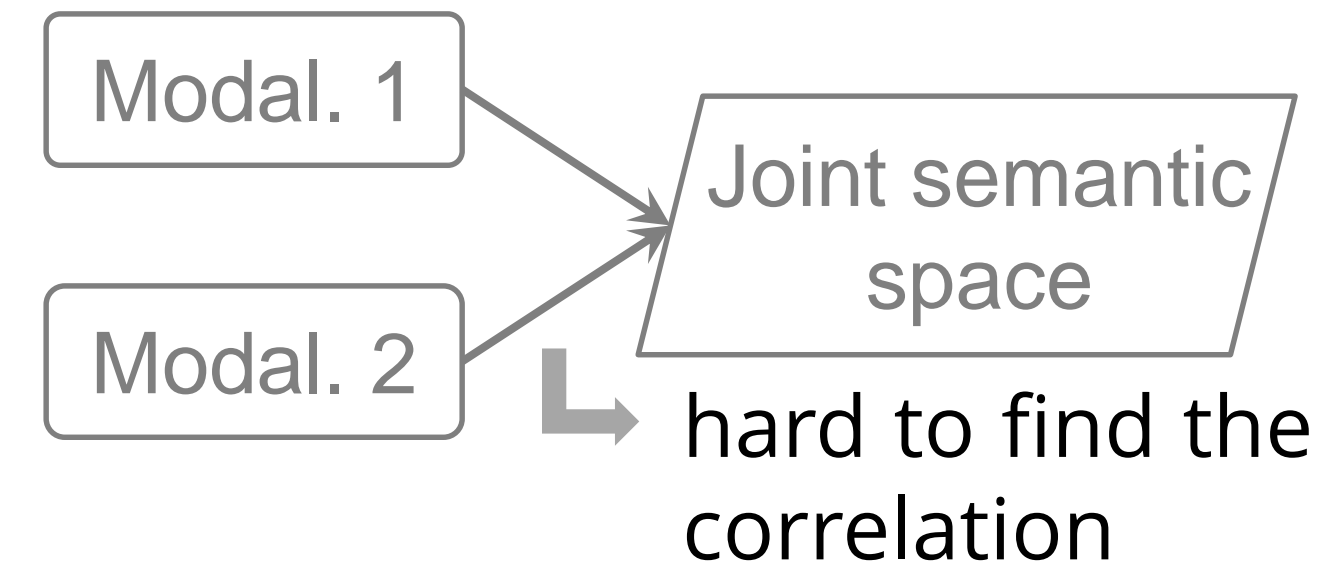 Modal. 1
Joint semantic
space
Modal. 2
hard to find the
correlation